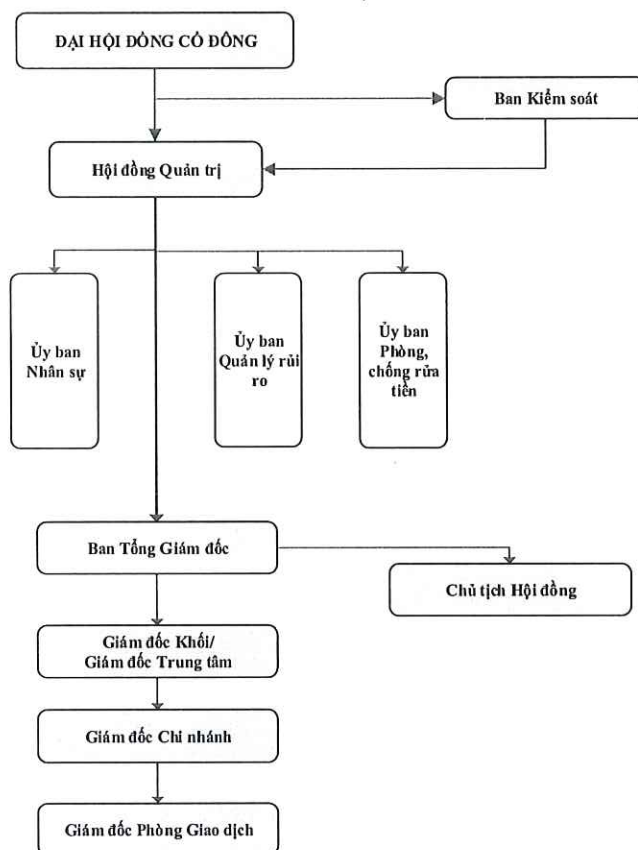 ĐẠI HỘI ĐỒNG CỔ ĐÔNG
Ban Kiểm soát
Hội đồng Quản trị
Ủy ban
Nhân sự
Ủy ban
Quản lý rủi
ro
Ủy ban
Phòng,
chống rửa
tiền
Ban Tổng Giám đốc
Chủ tịch Hội đồng
Giám đốc Khối/
Giám đốc Trung tâm
Giám đốc Chi nhánh
Giám đốc Phòng Giao dịch